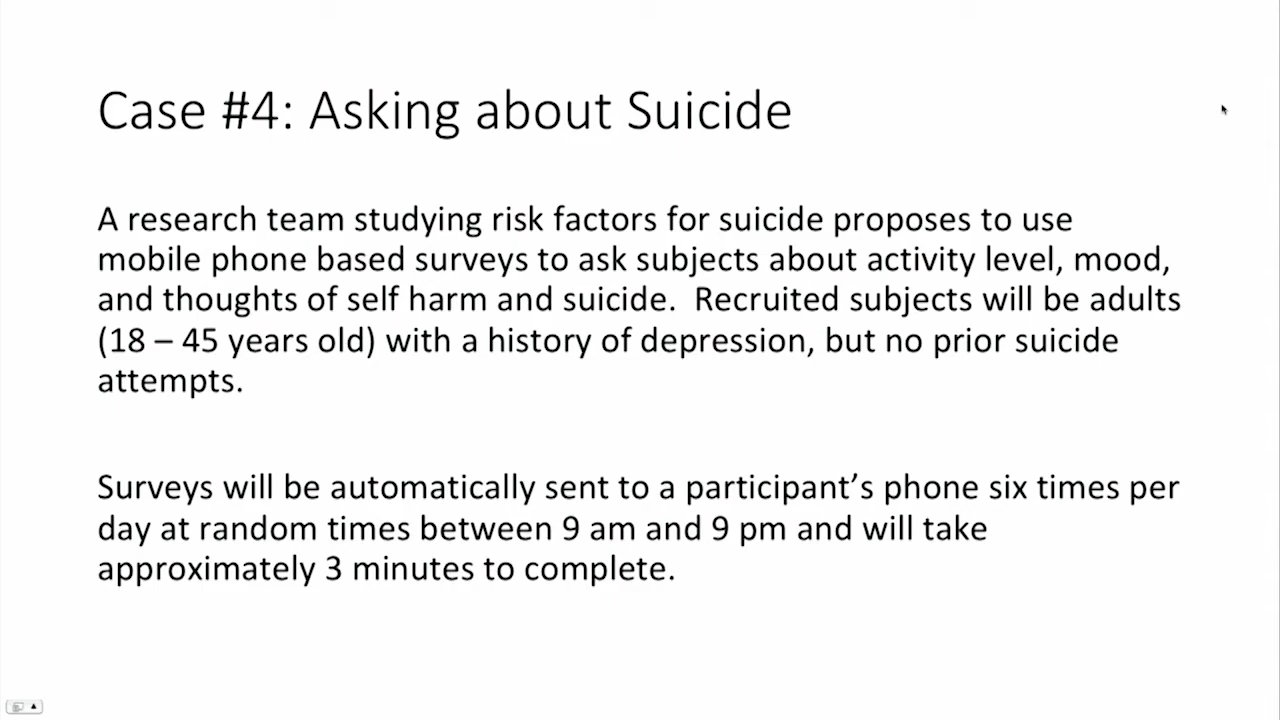 Case #4: Asking about Suicide
A research team studying risk factors for suicide proposes to use
mobile phone based surveys to ask subjects about activity level, mood,
and thoughts of self harm and suicide.  Recruited subjects will be adults
(18 – 45 years old) with a history of depression, but no prior suicide
attempts.
Surveys will be automatically sent to a participant’s phone six times per
day at random times between 9 am and 9 pm and will take
approximately 3 minutes to complete.